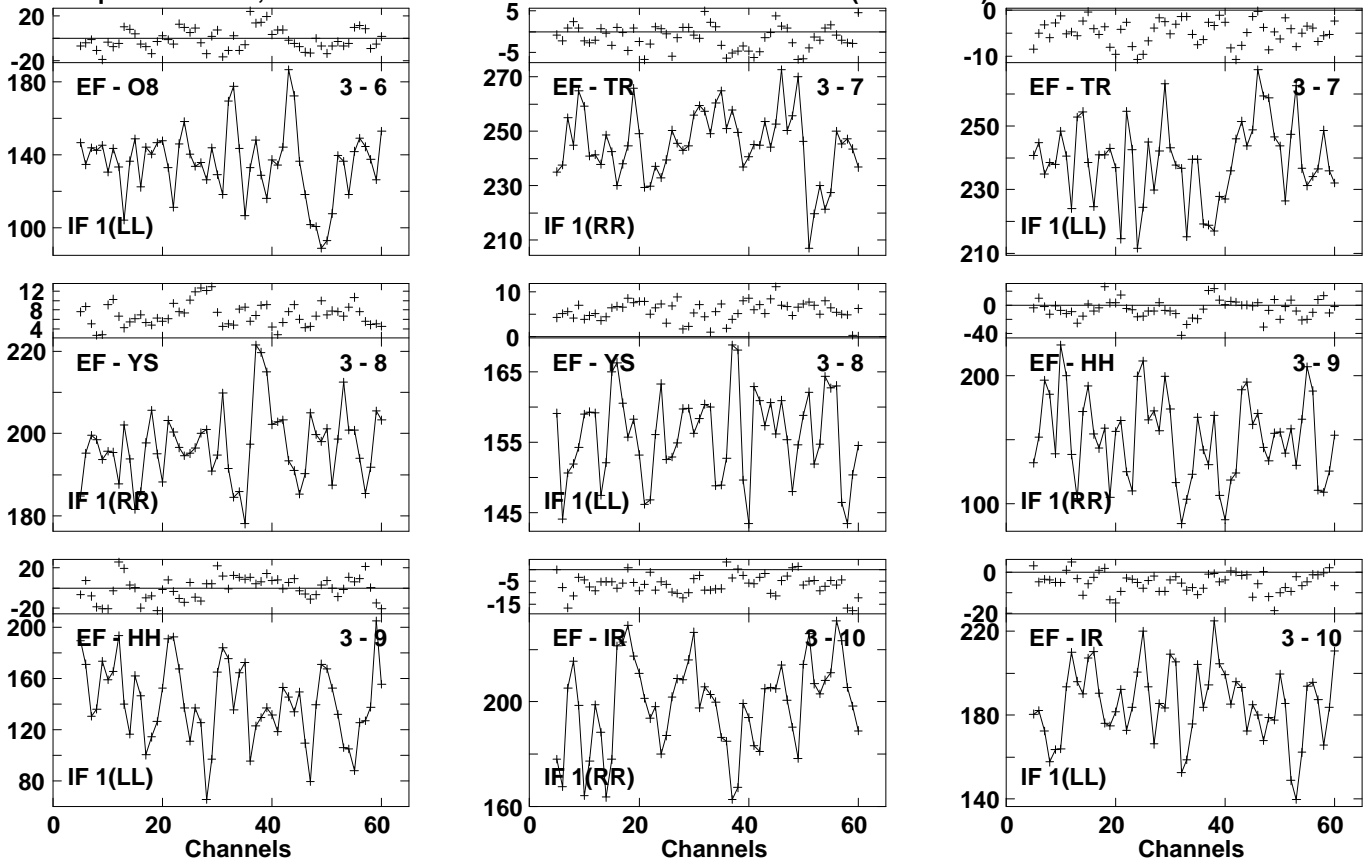 20
-20
180
140
100
EF - O8
3 - 6
IF 1(LL)
5
-5
270
250
230
210
EF - TR
3 - 7
IF 1(RR)
0
-10
250
230
210
EF - TR
3 - 7
IF 1(LL)
12
8
4
220
200
180
EF - YS
3 - 8
IF 1(RR)
10
0
165
155
145
EF - YS
3 - 8
IF 1(LL)
0
-40
200
100
EF - HH
3 - 9
IF 1(RR)
20
0
-20
200
160
120
80
EF - HH
3 - 9
IF 1(LL)
0 20 40 60
Channels
-5
-15
200
160
EF - IR
3 - 10
IF 1(RR)
0 20 40 60
Channels
0
-20
220
180
140
EF - IR
3 - 10
IF 1(LL)
0 20 40 60
Channels